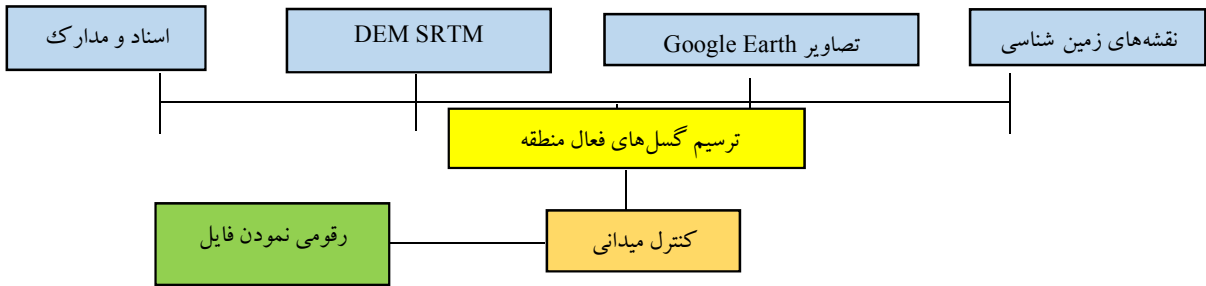 نقشه‌های زمین شناسی
تصاویر Google Earth
DEM SRTM
اسناد و مدارک
ترسیم گسل‌های فعال منطقه
کنترل میدانی
رقومی نمودن فایل